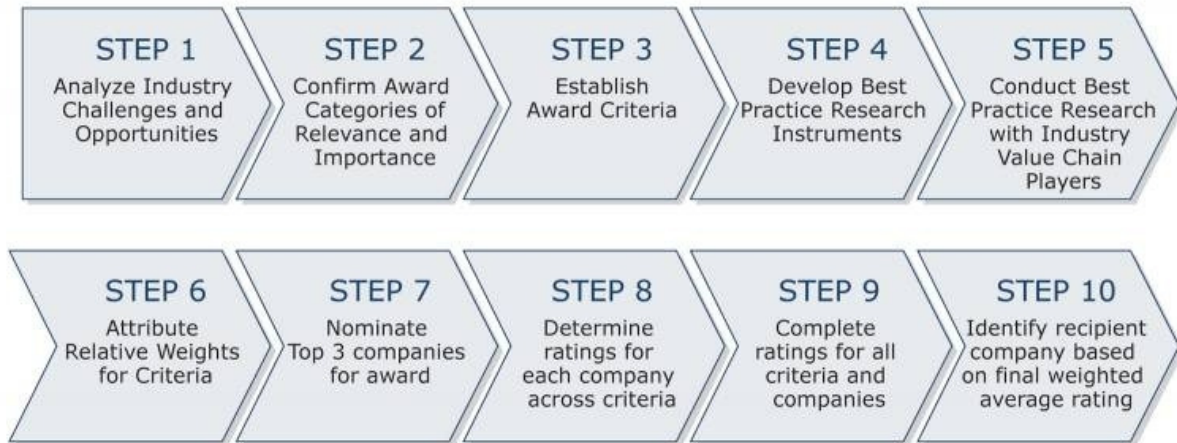 STEP 1
Analyze Industry
Challenges and
Opportunities
STEP 2
Confirm Award
Categories of
Relevance and
Importance
STEP 3
Establish
Award Criteria
STEP 4
Develop Best
Practice Research
Instruments
STEP 5
Conduct Best
Practice Research
with Industry
Value Chain
Players
STEP 6
Attribute
Relative Weights
for Criteria
STEP 7
Nominate
Top 3 companies
for award
STEP 8
Determine
ratings for
each company
across criteria
STEP 9
Complete
ratings for all
criteria and
companies
STEP 10
Identify recipient
company based
on final weighted
average rating